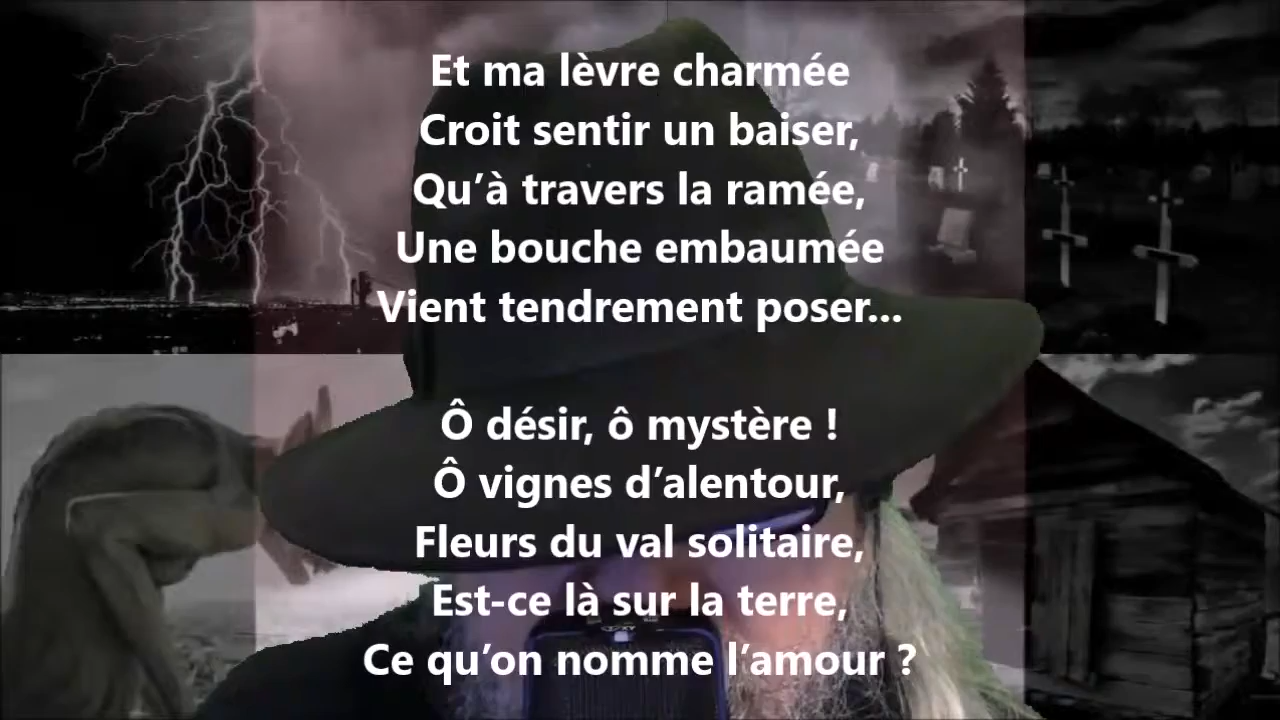 Et ma lèvre charmée
Croit sentir un baiser,
Qu’à travers la ramée,
Une bouche embaumée
Vient tendrement poser...
Ô désir, ô mystère !
Ô vignes d’alentour,
Fleurs du val solitaire,
Est-ce là sur la terre,
Ce qu’on nomme l’amour ?